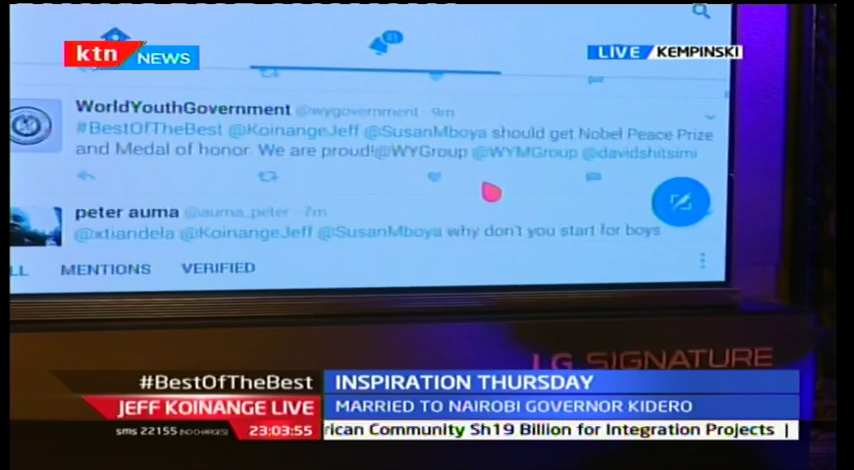 ktn NEWS
LIVE KEMPINSKI
WorldYouthGovernment @wygovernment · 9m
#BestOfTheBest @KoinangeJeff @SusanMboya should get Nobel Peace Prize
and Medal of honor. We are proud!@WYGroup @WYMGroup @davidshitsimi
peter auma @auma_peter · 7m
@xtiandela @KoinangeJeff @SusanMboya why don't you start for boys
LL MENTIONS VERIFIED
LG SIGNATURE
#BestOfTheBest
INSPIRATION THURSDAY
JEFF KOINANGE LIVE
MARRIED TO NAIROBI GOVERNOR KIDERO
sms 22155 (NO CHARGES)
23:03:55
rican Community Sh19 Billion for Integration Projects |